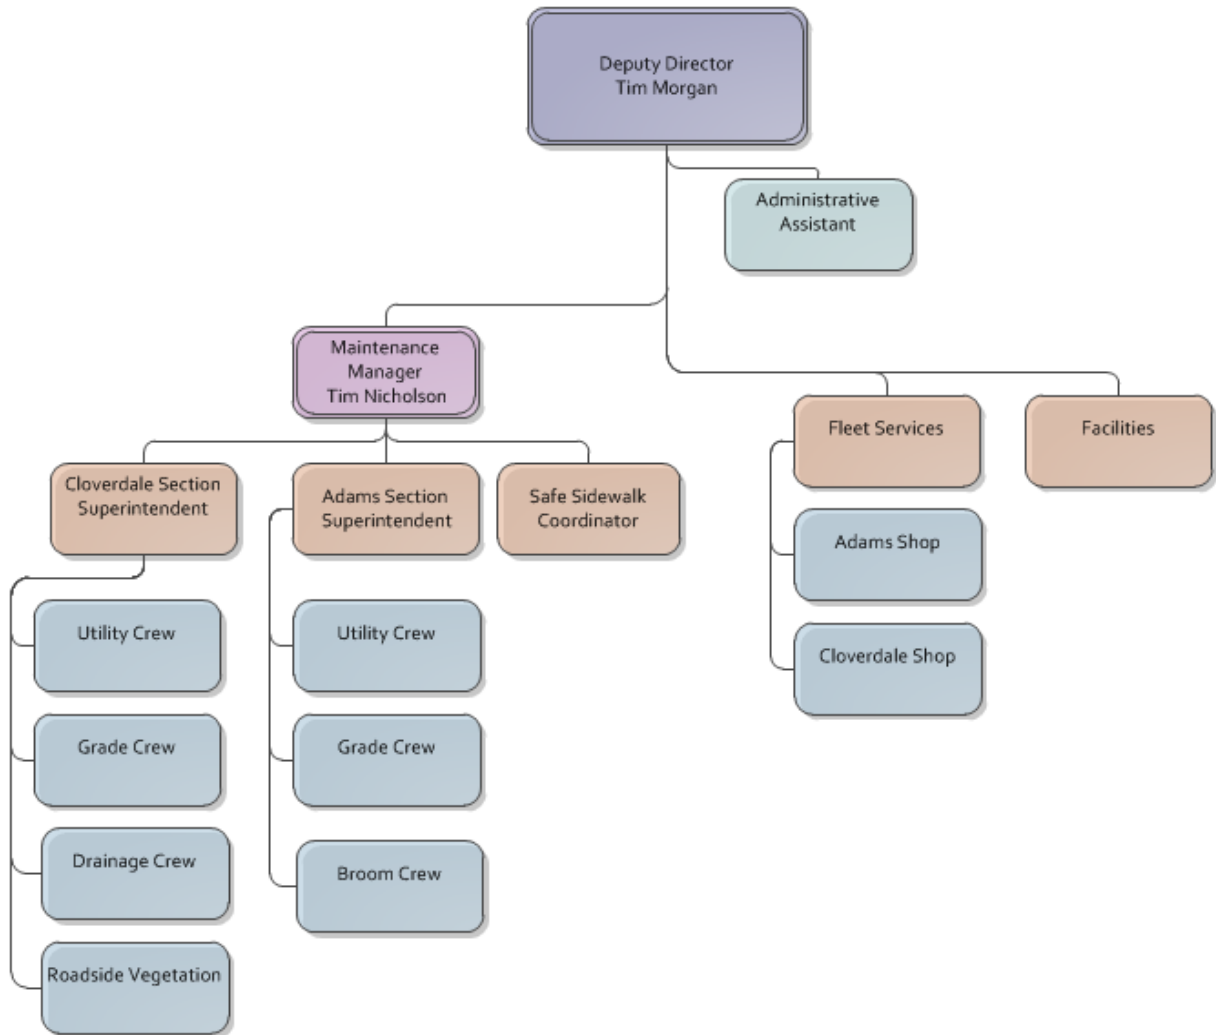 Deputy Director
Tim Morgan
Administrative
Assistant
Maintenance
Manager
Tim Nicholson
Fleet Services
Facilities
Cloverdale Section
Superintendent
Adams Section
Superintendent
Safe Sidewalk
Coordinator
Adams Shop
Cloverdale Shop
Utility Crew
Utility Crew
Grade Crew
Grade Crew
Drainage Crew
Broom Crew
Roadside Vegetation